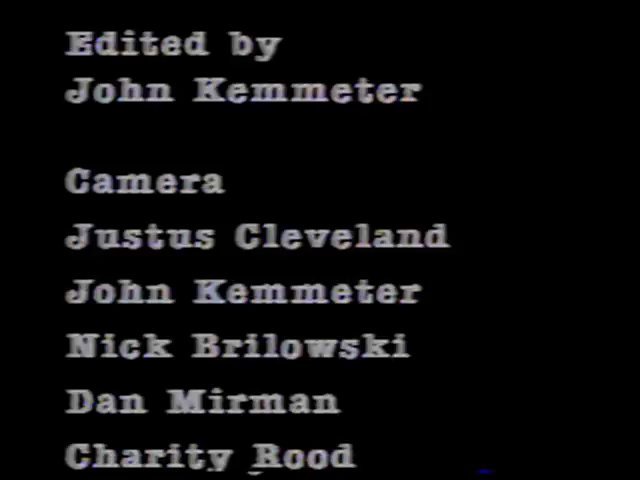 Edited by
John Kemmeter
Camera
Justus Cleveland
John Kemmeter
Nick Brilowski
Dan Mirman
Charity Rood